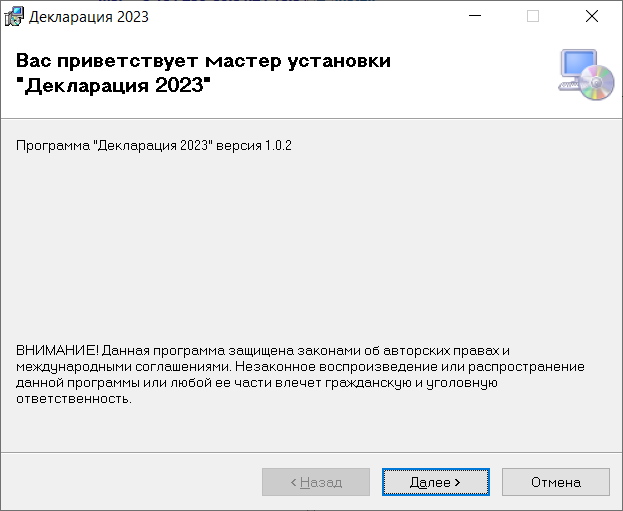 Декларация 2023
Вас приветствует мастер установки
"Декларация 2023"
Программа "Декларация 2023" версия 1.0.2
ВНИМАНИЕ! Данная программа защищена законами об авторских правах и
международными соглашениями. Незаконное воспроизведение или распространение
данной программы или любой ее части влечет гражданскую и уголовную
ответственность.
< Назад
Далее >
Отмена